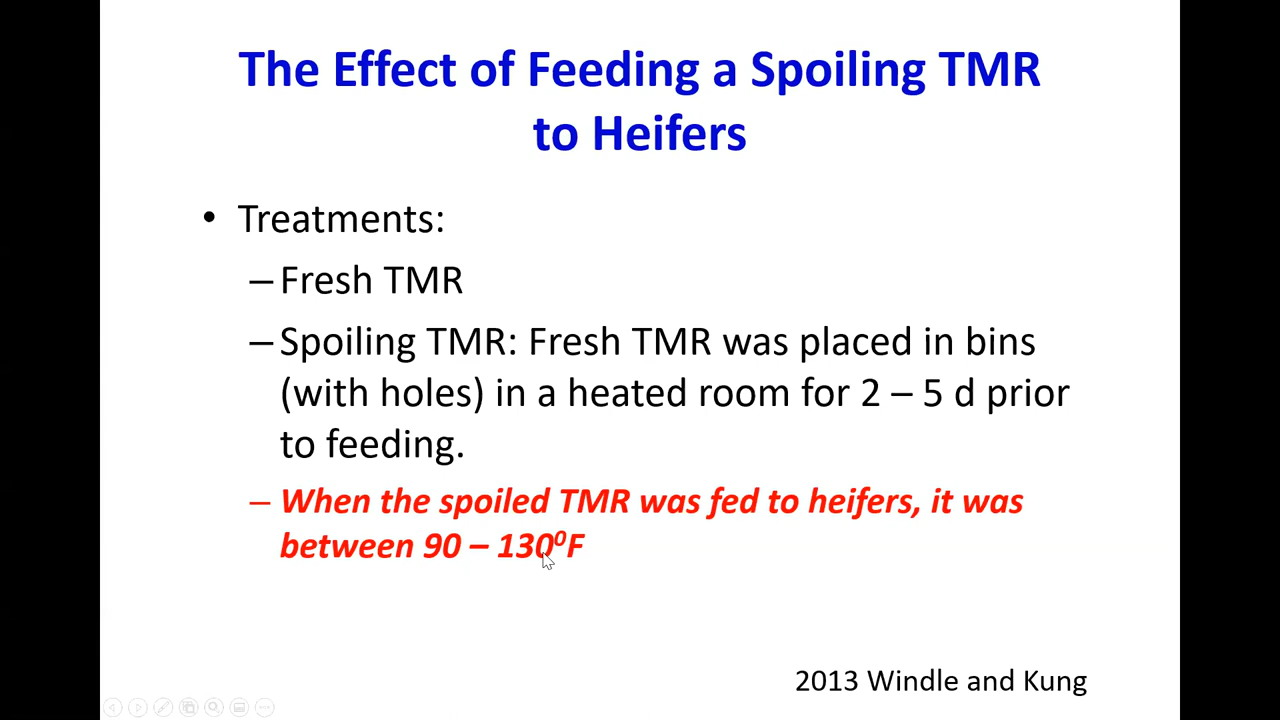 The Effect of Feeding a Spoiling TMR
to Heifers
• Treatments:
– Fresh TMR
– Spoiling TMR: Fresh TMR was placed in bins
(with holes) in a heated room for 2 – 5 d prior
to feeding.
– When the spoiled TMR was fed to heifers, it was
between 90 – 130⁰F
2013 Windle and Kung